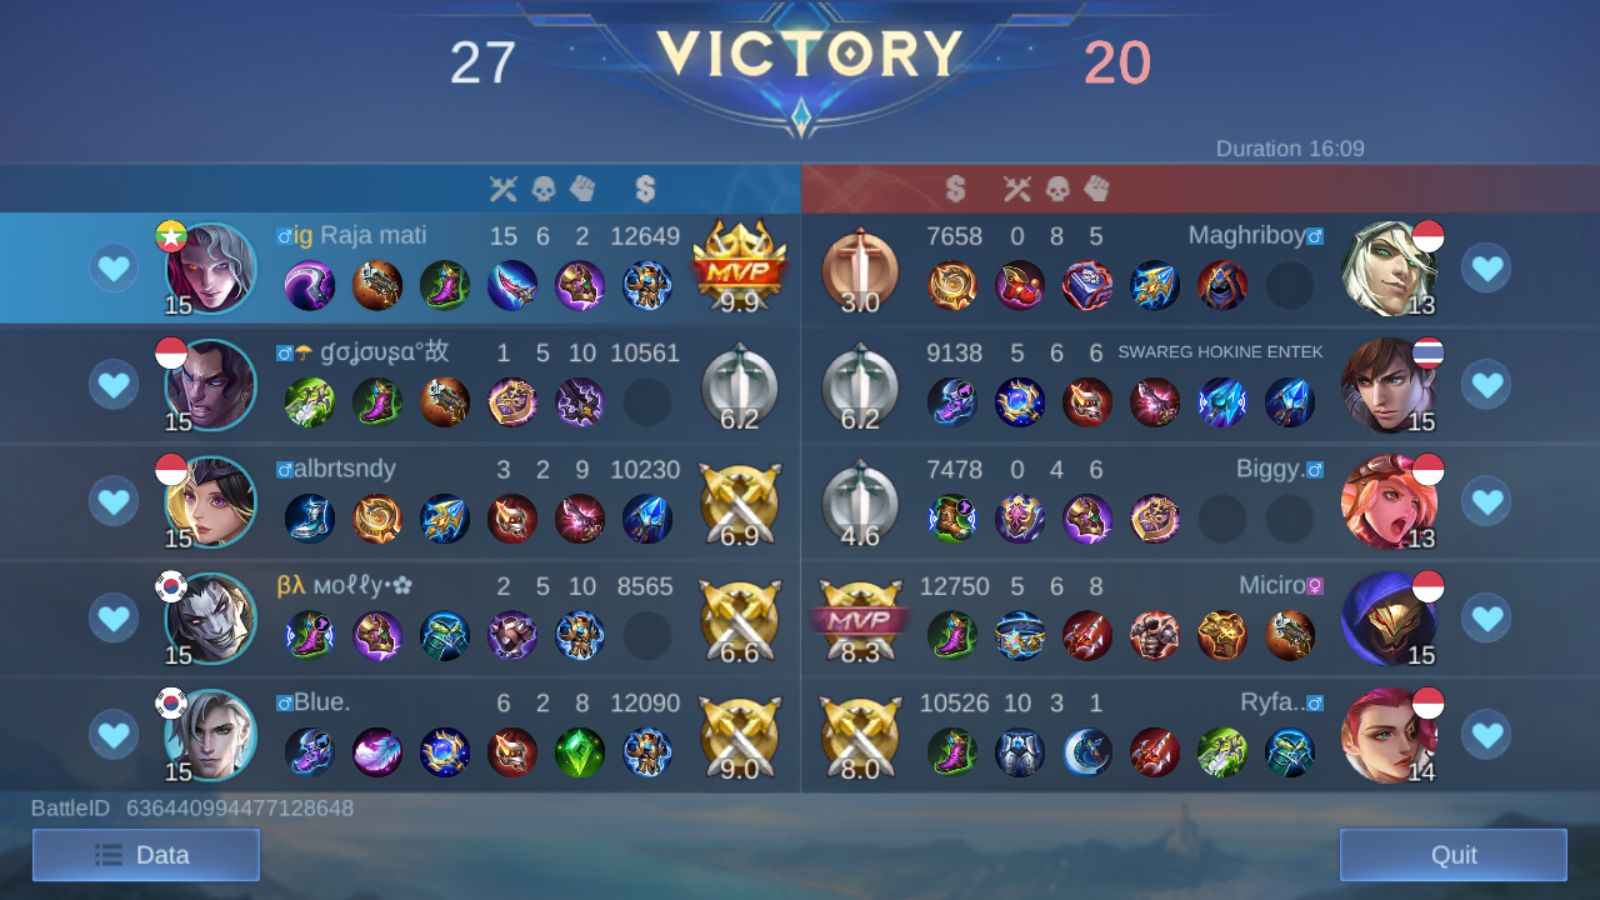 27 VICTORY 20
Duration 16:09
ig Raja mati 15 6 2 12649 MVP 9.9 15
3.0 7658 0 8 5 Maghriboy 13
ɠσʝσυʂα°故 1 5 10 10561 6.2 15
6.2 9138 5 6 6 SWAREG HOKINE ENTEK 15
albrtsndy 3 2 9 10230 6.9 15
4.6 7478 0 4 6 Biggy. 13
βλ мσℓℓy•✿ 2 5 10 8565 6.6 15
MVP 8.3 12750 5 6 8 Miciro 15
Blue. 6 2 8 12090 9.0 15
8.0 10526 10 3 1 Ryfa.. 14
BattleID 636440994477128648
Data
Quit